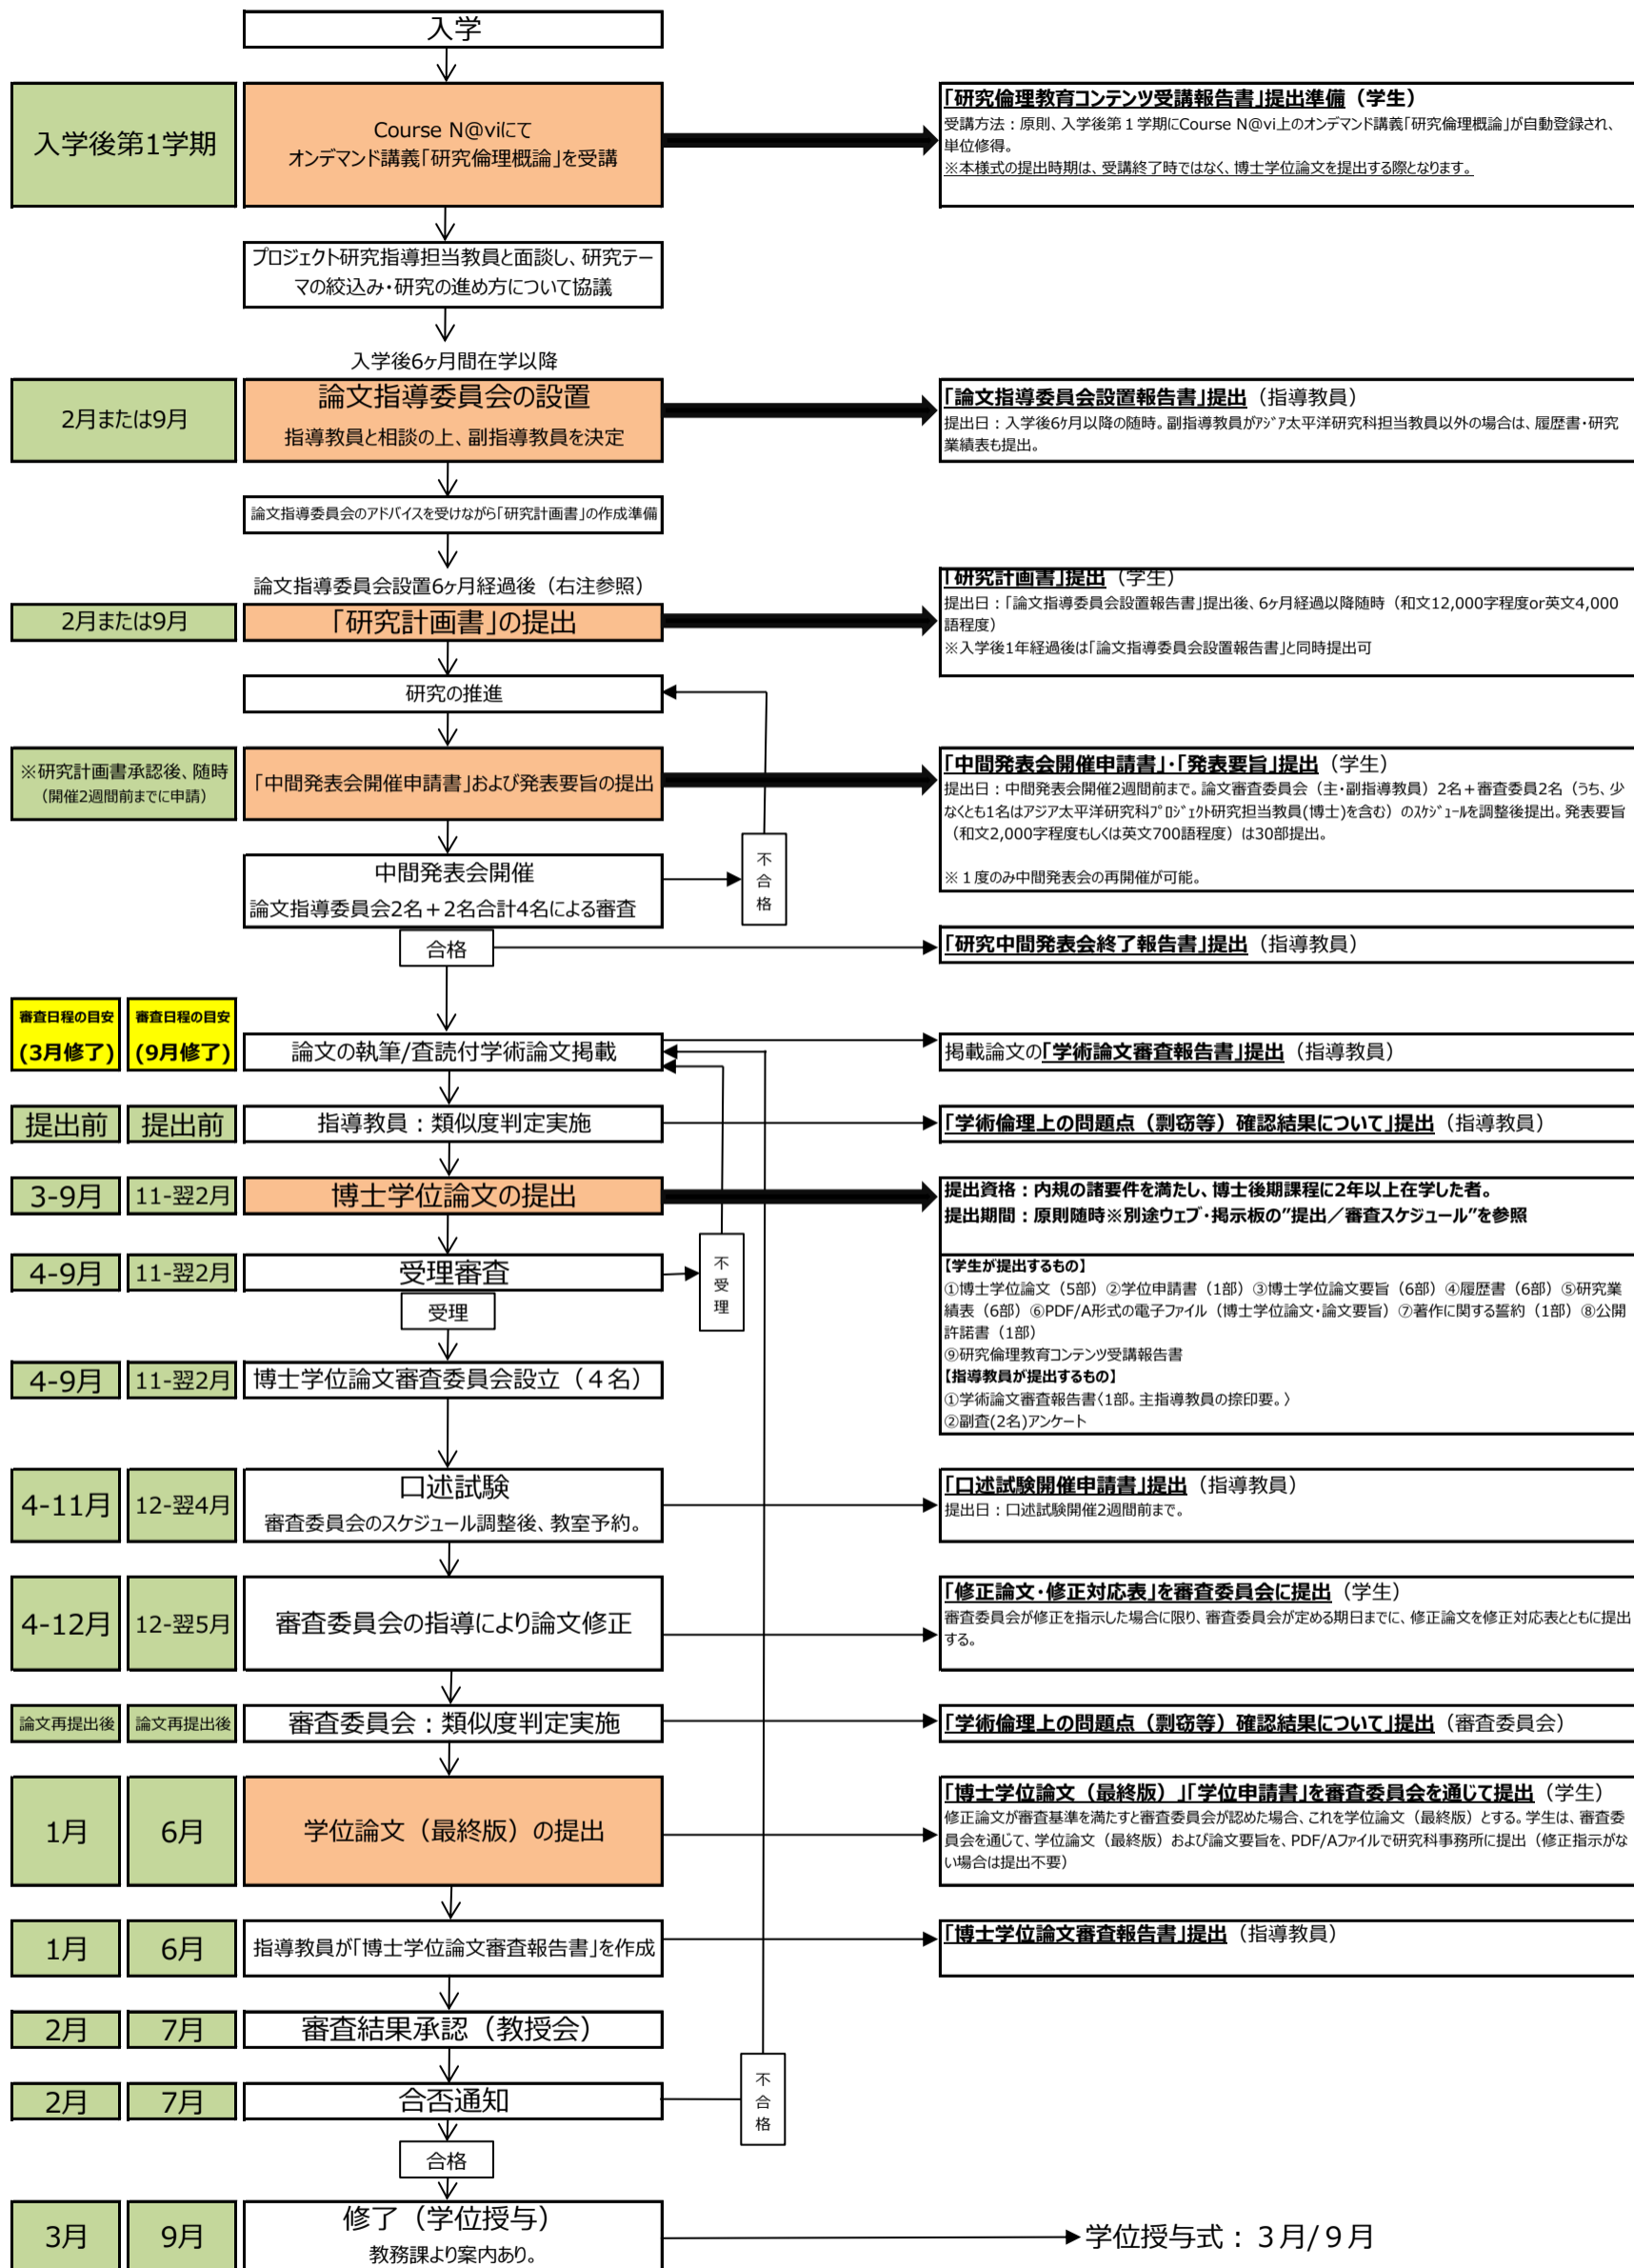 入学
入学後第1学期
Course N@viにて
オンデマンド講義「研究倫理概論」を受講
「研究倫理教育コンテンツ受講報告書」提出準備（学生）
受講方法：原則、入学後第１学期にCourse N@vi上のオンデマンド講義「研究倫理概論」が自動登録され、
単位修得。
※本様式の提出時期は、受講終了時ではなく、博士学位論文を提出する際となります。
プロジェクト研究指導担当教員と面談し、研究テー
マの絞込み・研究の進め方について協議
入学後6ヶ月間在学以降
2月または9月
論文指導委員会の設置
指導教員と相談の上、副指導教員を決定
「論文指導委員会設置報告書」提出（指導教員）
提出日：入学後6ケ月以降の随時。副指導教員がｱｼﾞｱ太平洋研究科担当教員以外の場合は、履歴書・研究
業績表も提出。
論文指導委員会のアドバイスを受けながら「研究計画書」の作成準備
論文指導委員会設置6ヶ月経過後（右注参照）
2月または9月
「研究計画書」の提出
「研究計画書」提出（学生）
提出日：「論文指導委員会設置報告書」提出後、6ヶ月経過以降随時（和文12,000字程度or英文4,000
語程度）
※入学後1年経過後は「論文指導委員会設置報告書」と同時提出可
研究の推進
※研究計画書承認後、随時
（開催2週間前までに申請）
「中間発表会開催申請書」および発表要旨の提出
「中間発表会開催申請書」・「発表要旨」提出（学生）
提出日：中間発表会開催2週間前まで。論文審査委員会（主・副指導教員）2名＋審査委員2名（うち、少
なくとも1名はアジア太平洋研究科ﾌﾟﾛｼﾞｪｸﾄ研究担当教員(博士)を含む）のｽｹｼﾞｭｰﾙを調整後提出。発表要旨
（和文2,000字程度もしくは英文700語程度）は30部提出。
※１度のみ中間発表会の再開催が可能。
中間発表会開催
論文指導委員会2名＋2名合計4名による審査
不合格
合格
「研究中間発表会終了報告書」提出（指導教員）
審査日程の目安
(3月修了)
審査日程の目安
(9月修了)
論文の執筆/査読付学術論文掲載
掲載論文の「学術論文審査報告書」提出（指導教員）
提出前
提出前
指導教員：類似度判定実施
「学術倫理上の問題点（剽窃等）確認結果について」提出（指導教員）
3-9月
11-翌2月
博士学位論文の提出
提出資格：内規の諸要件を満たし、博士後期課程に2年以上在学した者。
提出期間：原則随時※別途ウェブ・掲示板の”提出／審査スケジュール”を参照
4-9月
11-翌2月
受理審査
不受理
受理
【学生が提出するもの】
①博士学位論文（5部）②学位申請書（1部）③博士学位論文要旨（6部）④履歴書（6部）⑤研究業
績表（6部）⑥PDF/A形式の電子ファイル（博士学位論文・論文要旨）⑦著作に関する誓約（1部）⑧公開
許諾書（1部）
⑨研究倫理教育コンテンツ受講報告書
【指導教員が提出するもの】
①学術論文審査報告書〈1部。主指導教員の捺印要。〉
②副査(2名)アンケート
4-9月
11-翌2月
博士学位論文審査委員会設立（４名）
4-11月
12-翌4月
口述試験
審査委員会のスケジュール調整後、教室予約。
「口述試験開催申請書」提出（指導教員）
提出日：口述試験開催2週間前まで。
4-12月
12-翌5月
審査委員会の指導により論文修正
「修正論文・修正対応表」を審査委員会に提出（学生）
審査委員会が修正を指示した場合に限り、審査委員会が定める期日までに、修正論文を修正対応表とともに提出
する。
論文再提出後
論文再提出後
審査委員会：類似度判定実施
「学術倫理上の問題点（剽窃等）確認結果について」提出（審査委員会）
1月
6月
学位論文（最終版）の提出
「博士学位論文（最終版）」「学位申請書」を審査委員会を通じて提出（学生）
修正論文が審査基準を満たすと審査委員会が認めた場合、これを学位論文（最終版）とする。学生は、審査委
員会を通じて、学位論文（最終版）および論文要旨を、PDF/Aファイルで研究科事務所に提出（修正指示がな
い場合は提出不要）
1月
6月
指導教員が「博士学位論文審査報告書」を作成
「博士学位論文審査報告書」提出（指導教員）
2月
7月
審査結果承認（教授会）
2月
7月
合否通知
不合格
合格
3月
9月
修了（学位授与）
教務課より案内あり。
学位授与式：３月/９月